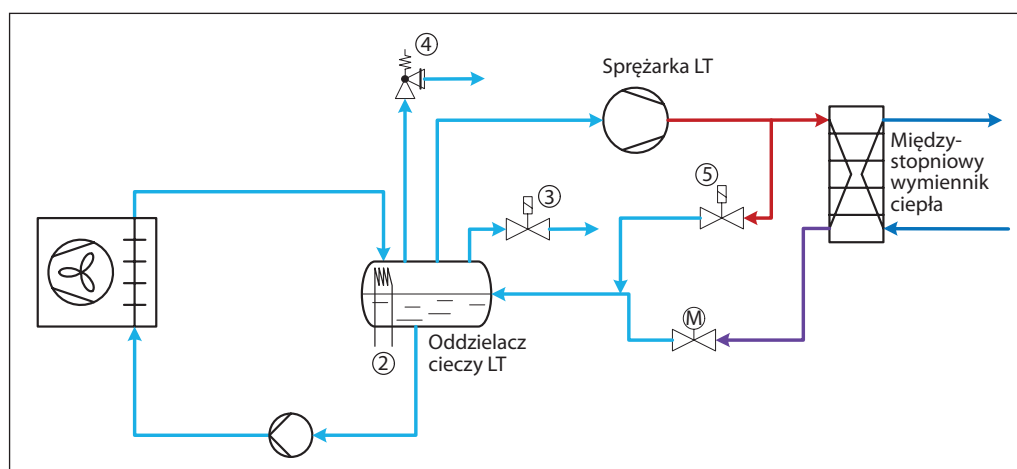 ④
Sprężarka LT
Między-
stopniowy
wymiennik
ciepła
⑤
③
M
Oddzielacz
cieczy LT
②